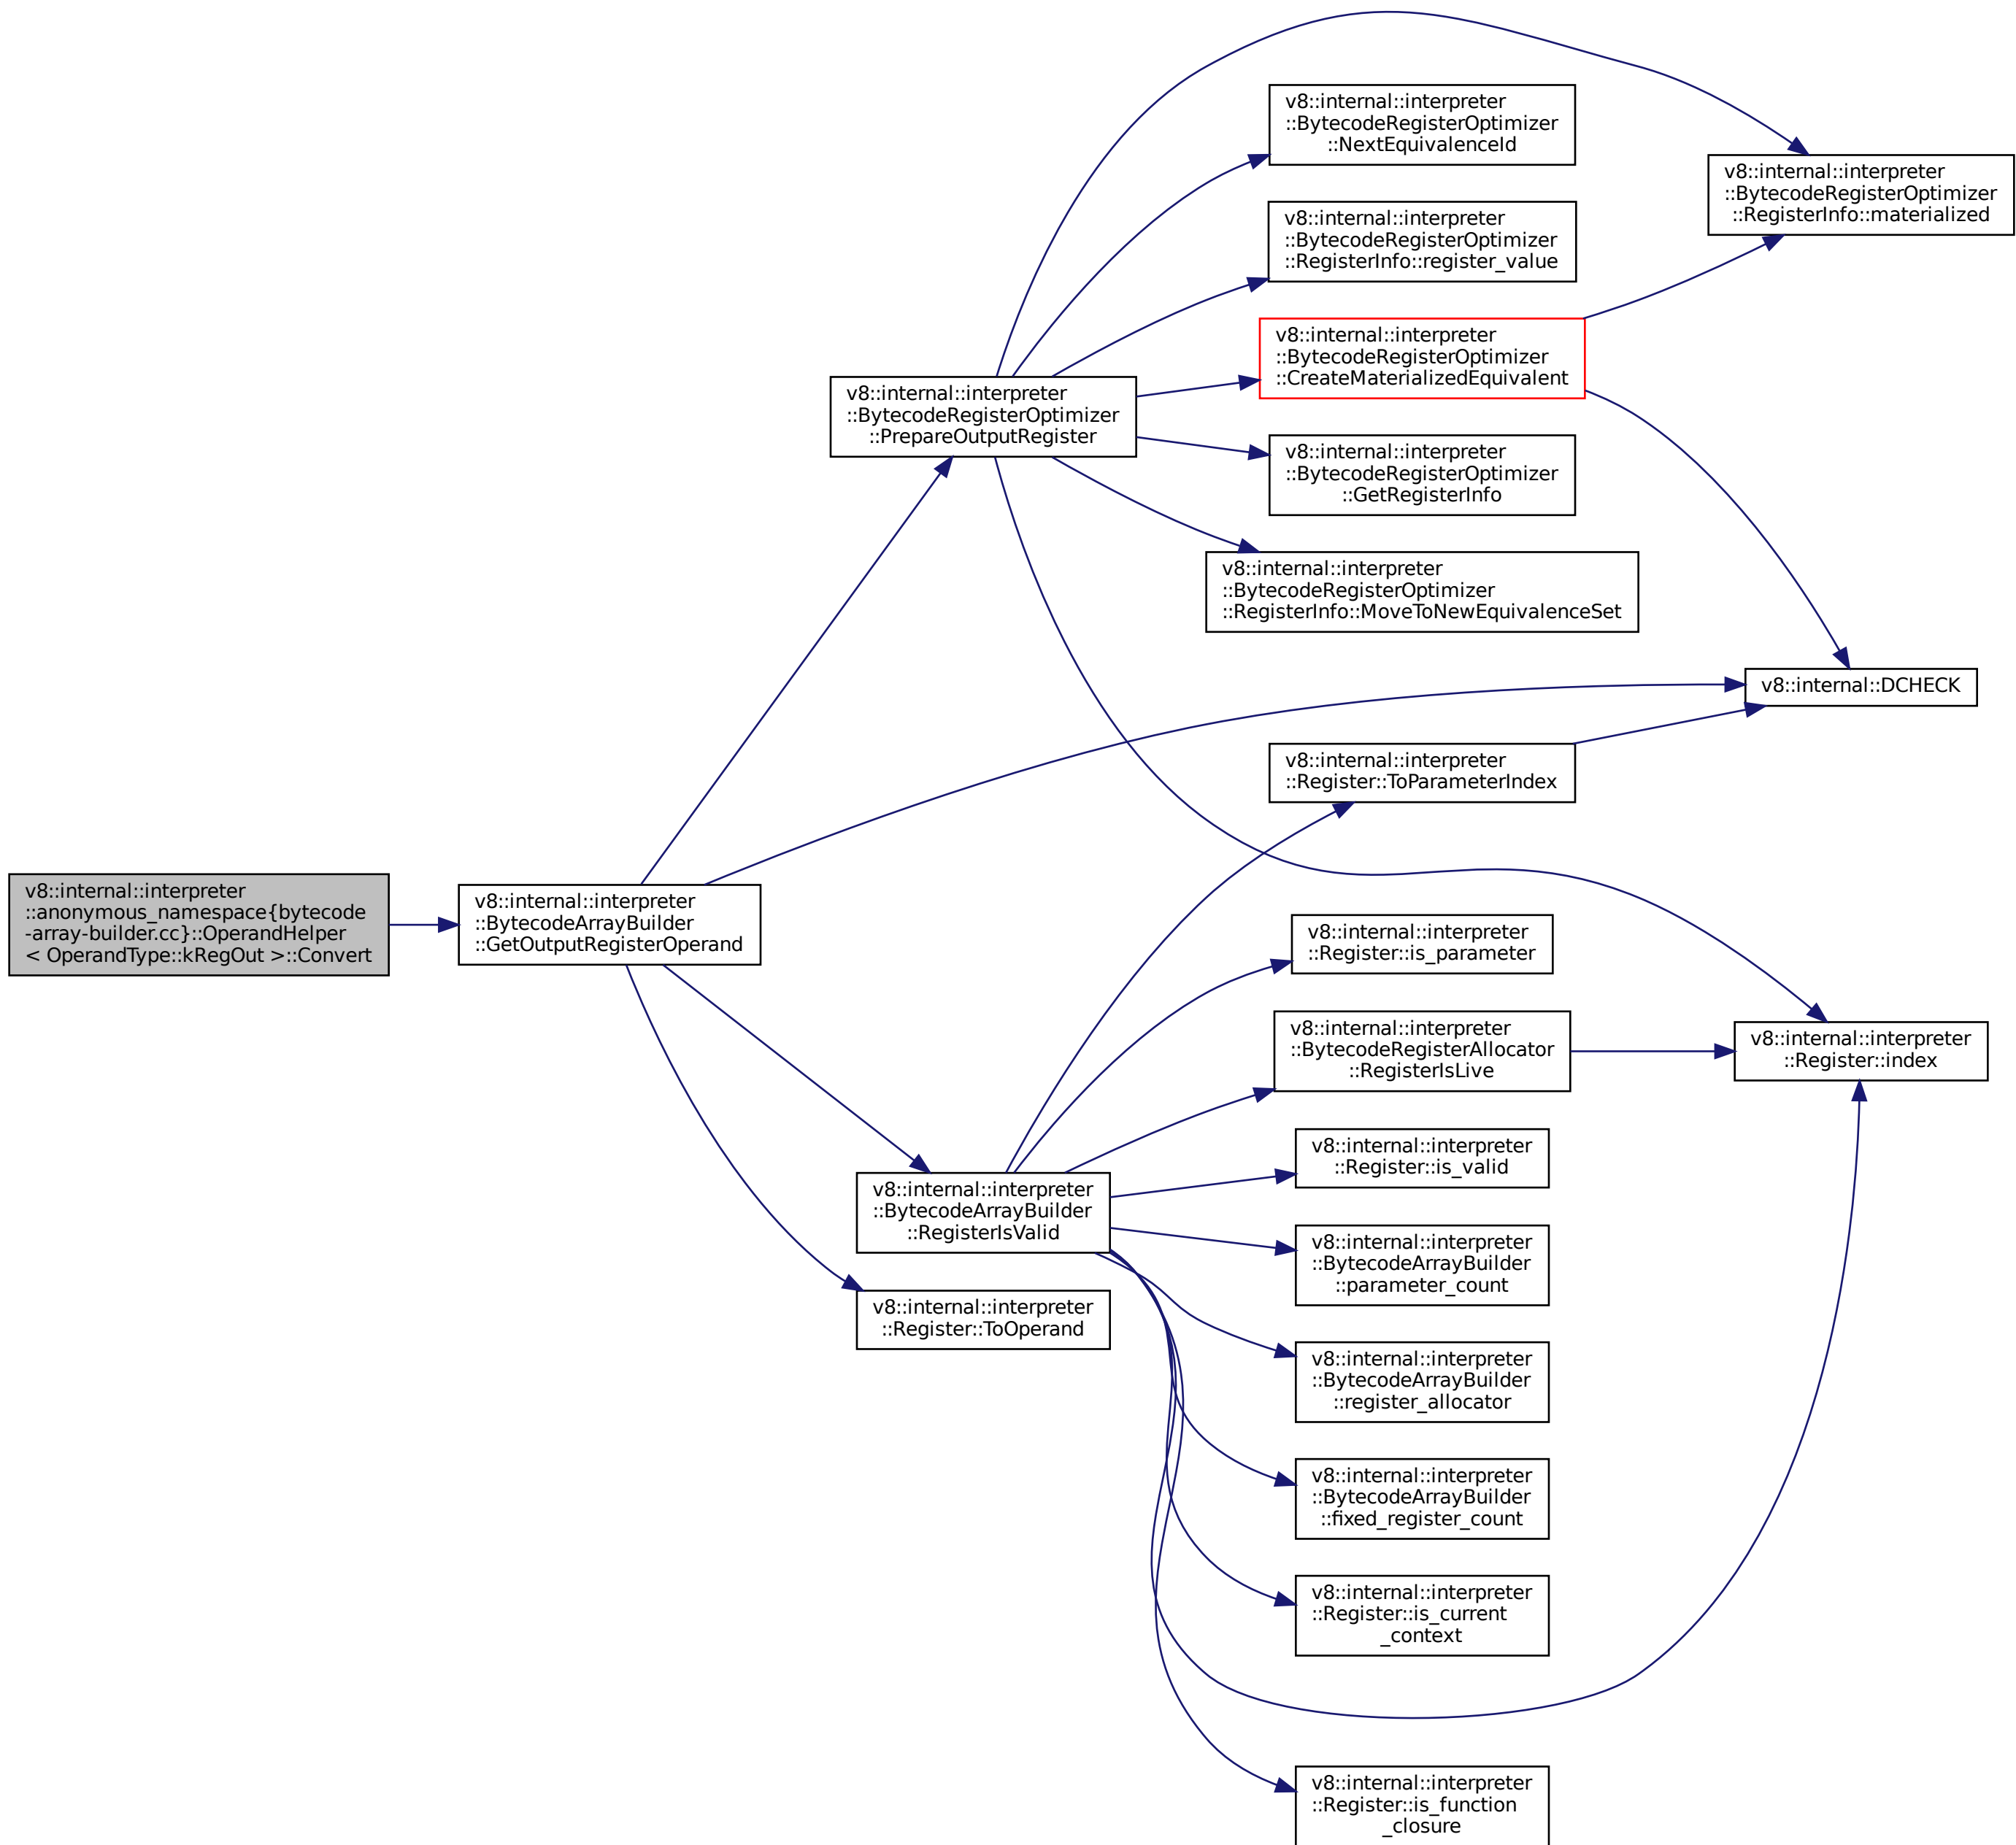 v8::internal::interpreter
::anonymous_namespace{bytecode
-array-builder.cc}::OperandHelper
< OperandType::kRegOut >::Convert
v8::internal::interpreter
::BytecodeArrayBuilder
::GetOutputRegisterOperand
v8::internal::interpreter
::BytecodeRegisterOptimizer
::PrepareOutputRegister
v8::internal::interpreter
::BytecodeArrayBuilder
::RegisterIsValid
v8::internal::interpreter
::Register::ToOperand
v8::internal::interpreter
::BytecodeRegisterOptimizer
::NextEquivalenceId
v8::internal::interpreter
::BytecodeRegisterOptimizer
::RegisterInfo::register_value
v8::internal::interpreter
::BytecodeRegisterOptimizer
::CreateMaterializedEquivalent
v8::internal::interpreter
::BytecodeRegisterOptimizer
::GetRegisterInfo
v8::internal::interpreter
::BytecodeRegisterOptimizer
::RegisterInfo::MoveToNewEquivalenceSet
v8::internal::interpreter
::Register::ToParameterIndex
v8::internal::interpreter
::Register::is_parameter
v8::internal::interpreter
::BytecodeRegisterAllocator
::RegisterIsLive
v8::internal::interpreter
::Register::is_valid
v8::internal::interpreter
::BytecodeArrayBuilder
::parameter_count
v8::internal::interpreter
::BytecodeArrayBuilder
::register_allocator
v8::internal::interpreter
::BytecodeArrayBuilder
::fixed_register_count
v8::internal::interpreter
::Register::is_current
_context
v8::internal::interpreter
::Register::is_function
_closure
v8::internal::interpreter
::BytecodeRegisterOptimizer
::RegisterInfo::materialized
v8::internal::DCHECK
v8::internal::interpreter
::Register::index